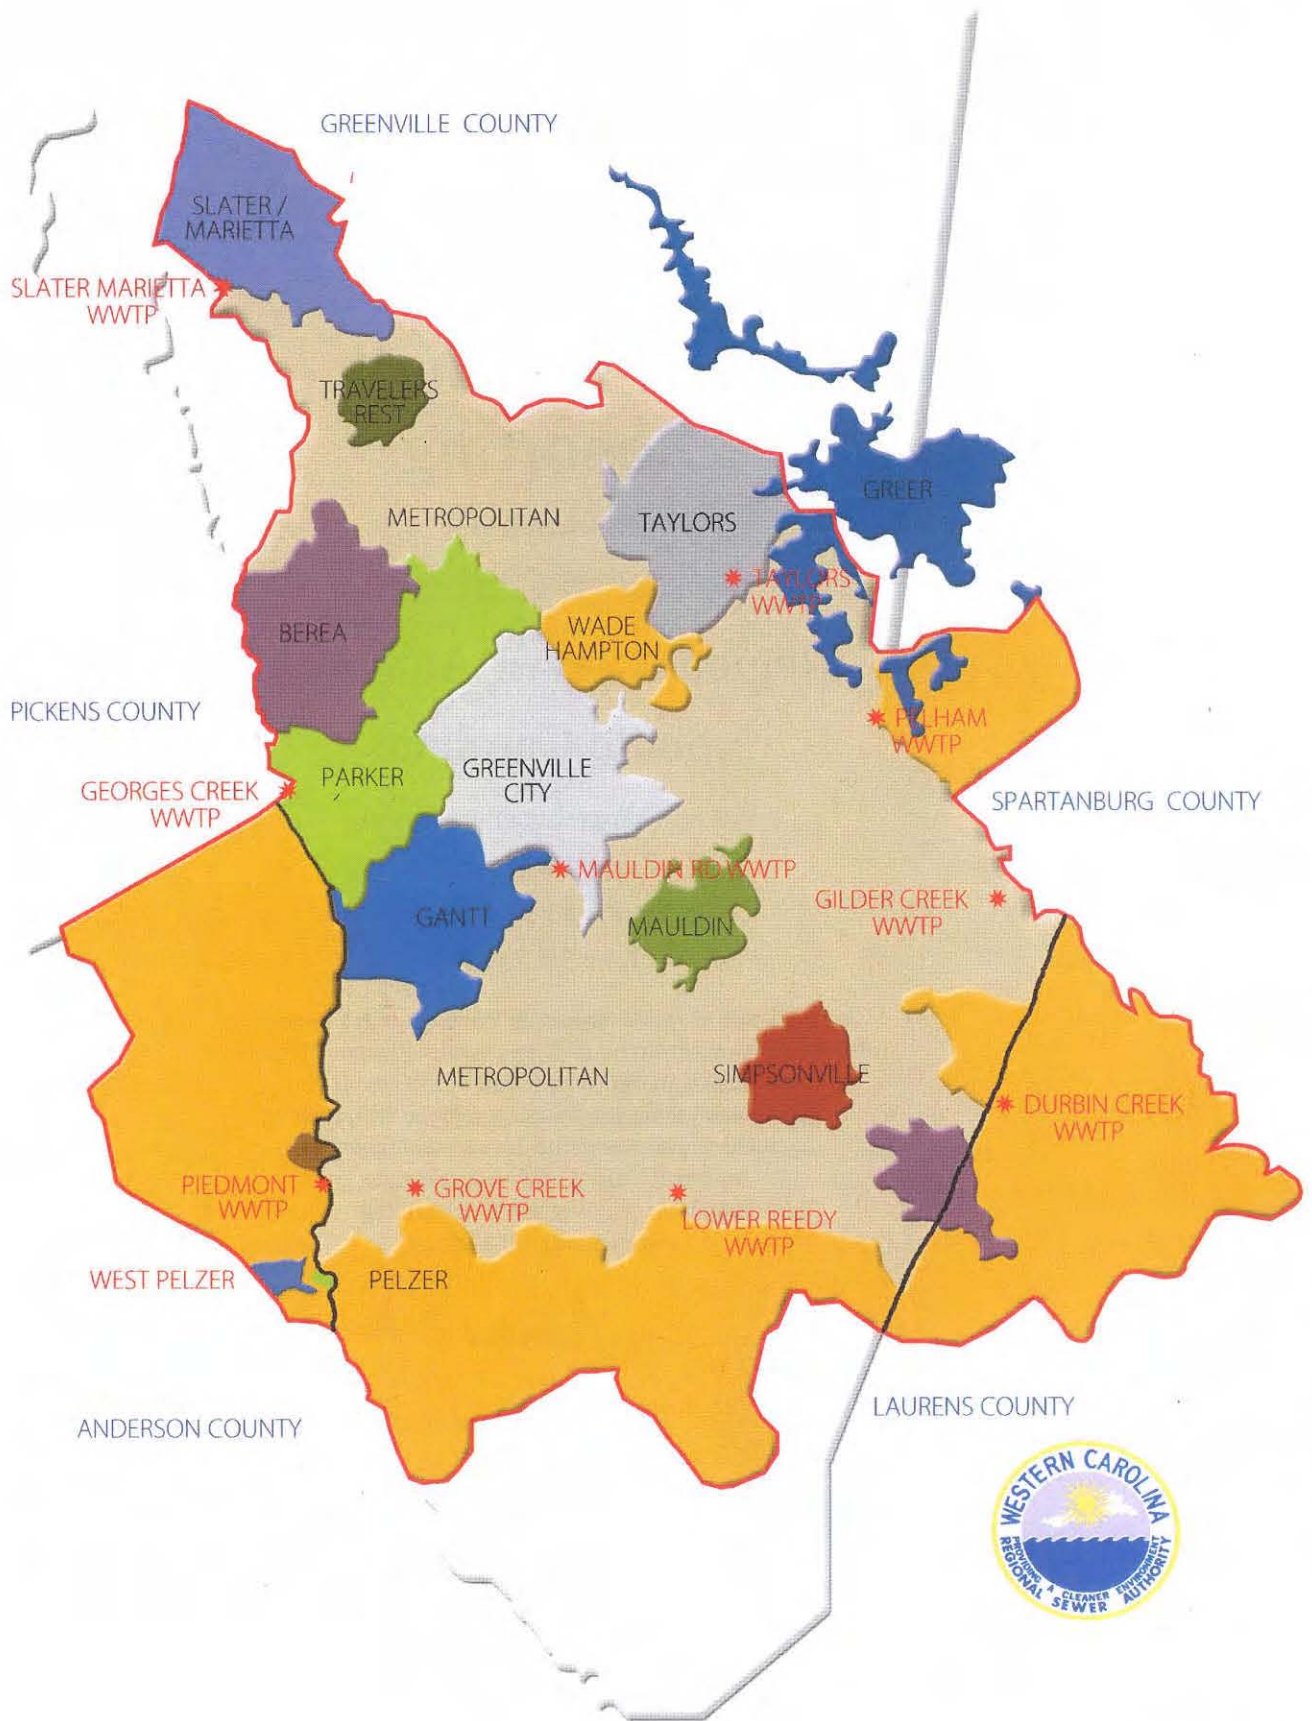 GREENVILLE COUNTY
SLATER /
MARIETTA
SLATER MARIETTA
WWTP
TRAVELERS
REST
METROPOLITAN
TAYLORS
GREER
TAYLORS
WWTP
BEREA
WADE
HAMPTON
PICKENS COUNTY
PELHAM
WWTP
PARKER
GREENVILLE
CITY
GEORGES CREEK
WWTP
SPARTANBURG COUNTY
MAULDIN RD.WWTP
GILDER CREEK
WWTP
GANTT
MAULDIN
METROPOLITAN
SIMPSONVILLE
DURBIN CREEK
WWTP
PIEDMONT
WWTP
GROVE CREEK
WWTP
LOWER REEDY
WWTP
WEST PELZER
PELZER
ANDERSON COUNTY
LAURENS COUNTY
WESTERN CAROLINA
PROVIDING A CLEANER ENVIRONMENT
REGIONAL SEWER AUTHORITY